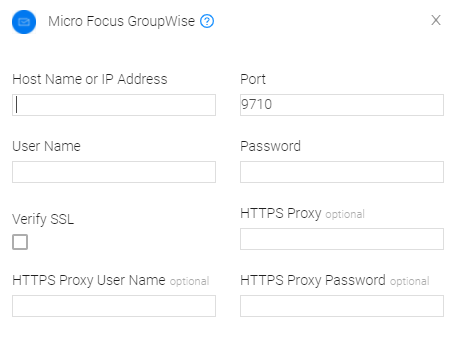 Micro Focus GroupWise ?
X
Host Name or IP Address Port
9710
User Name Password
Verify SSL HTTPS Proxy optional
HTTPS Proxy User Name optional HTTPS Proxy Password optional